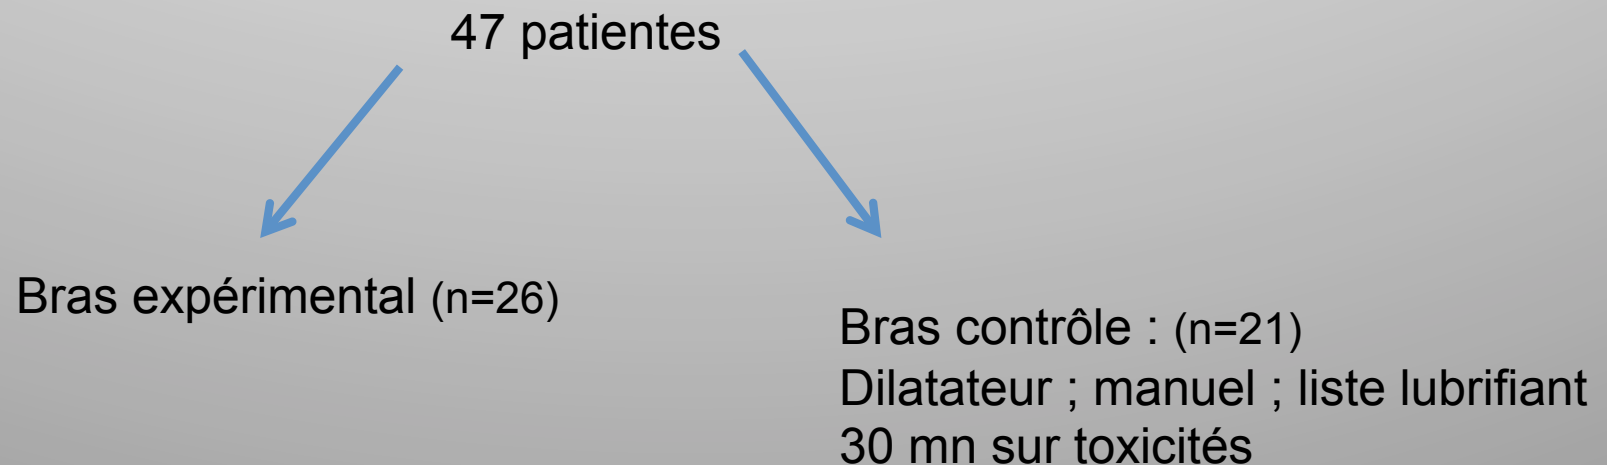 47 patientes
Bras expérimental (n=26)
Bras contrôle : (n=21)
Dilatateur ; manuel ; liste lubrifiant
30 mn sur toxicités